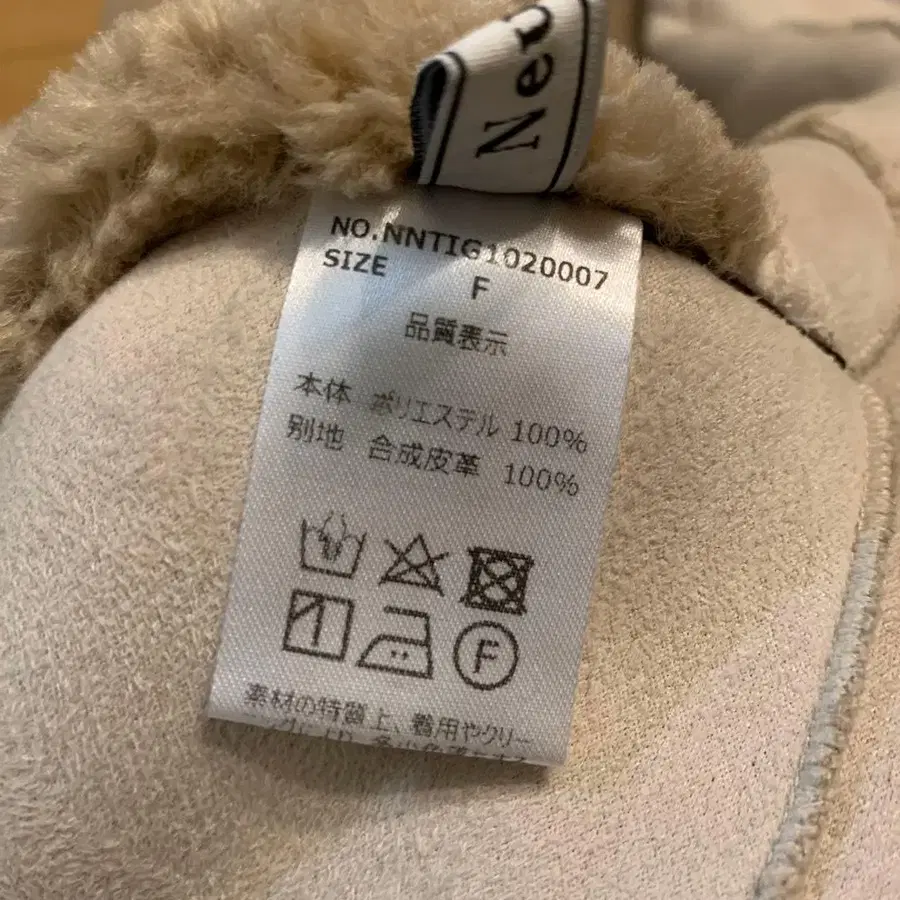 Ne
NO.NNTIG1020007
SIZE
F
品質表示
本体 ポリエステル 100%
別地 合成皮革 100%
F
素材の特質上、着用やクリー